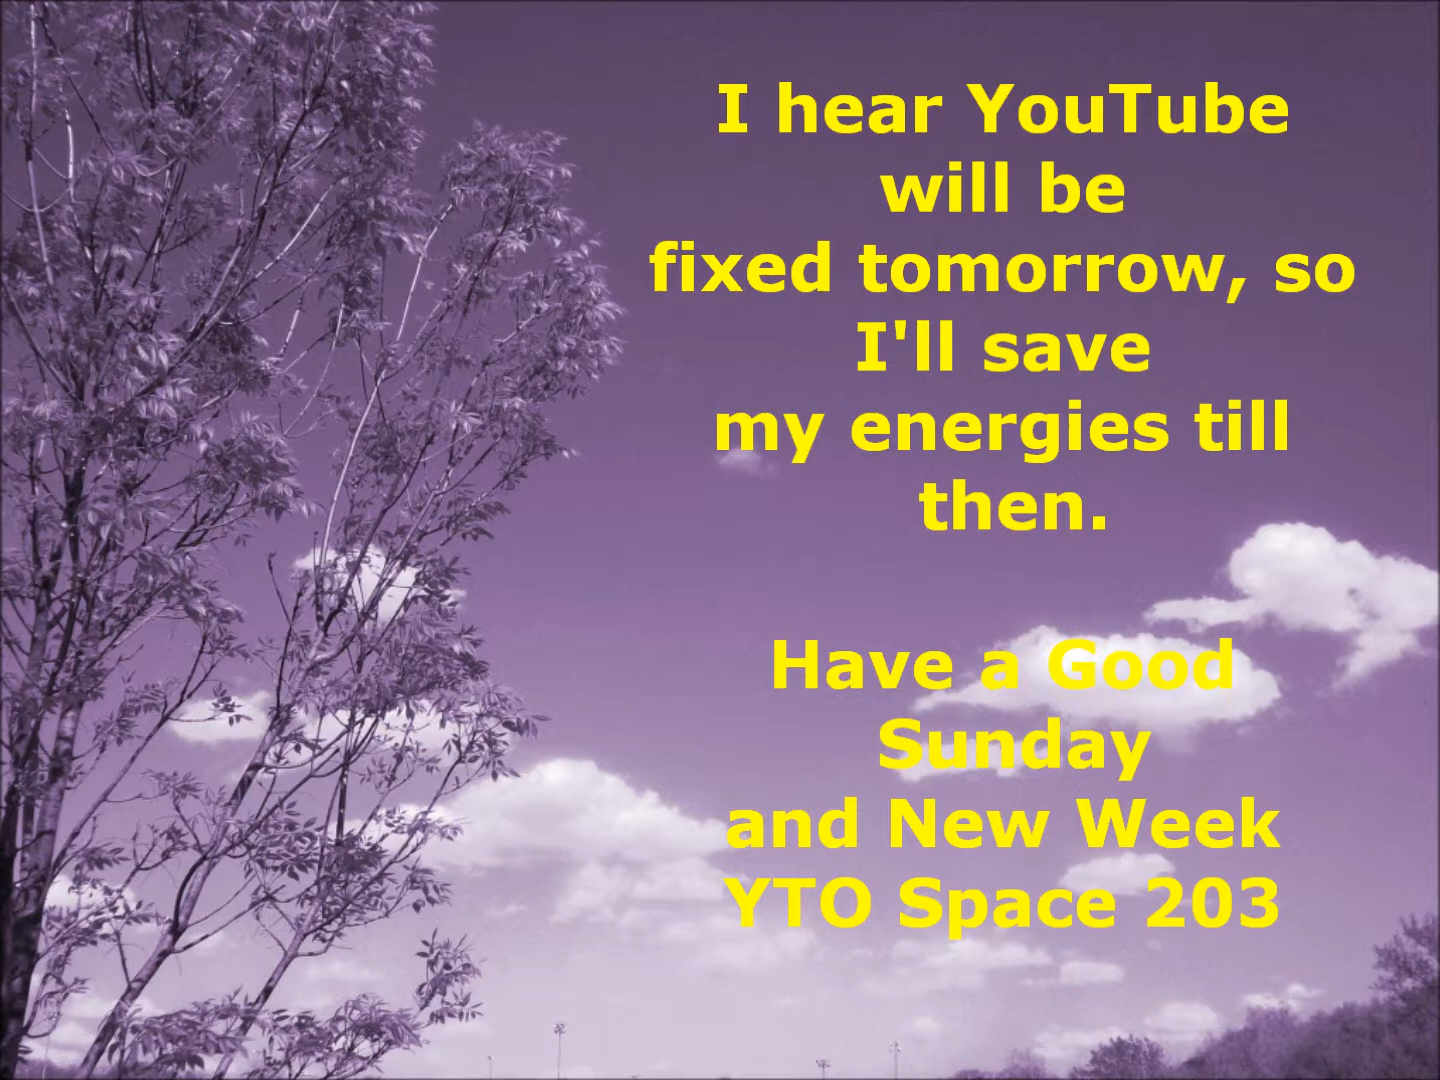 I hear YouTube
will be
fixed tomorrow, so
I'll save
my energies till
then.
Have a Good
Sunday
and New Week
YTO Space 203